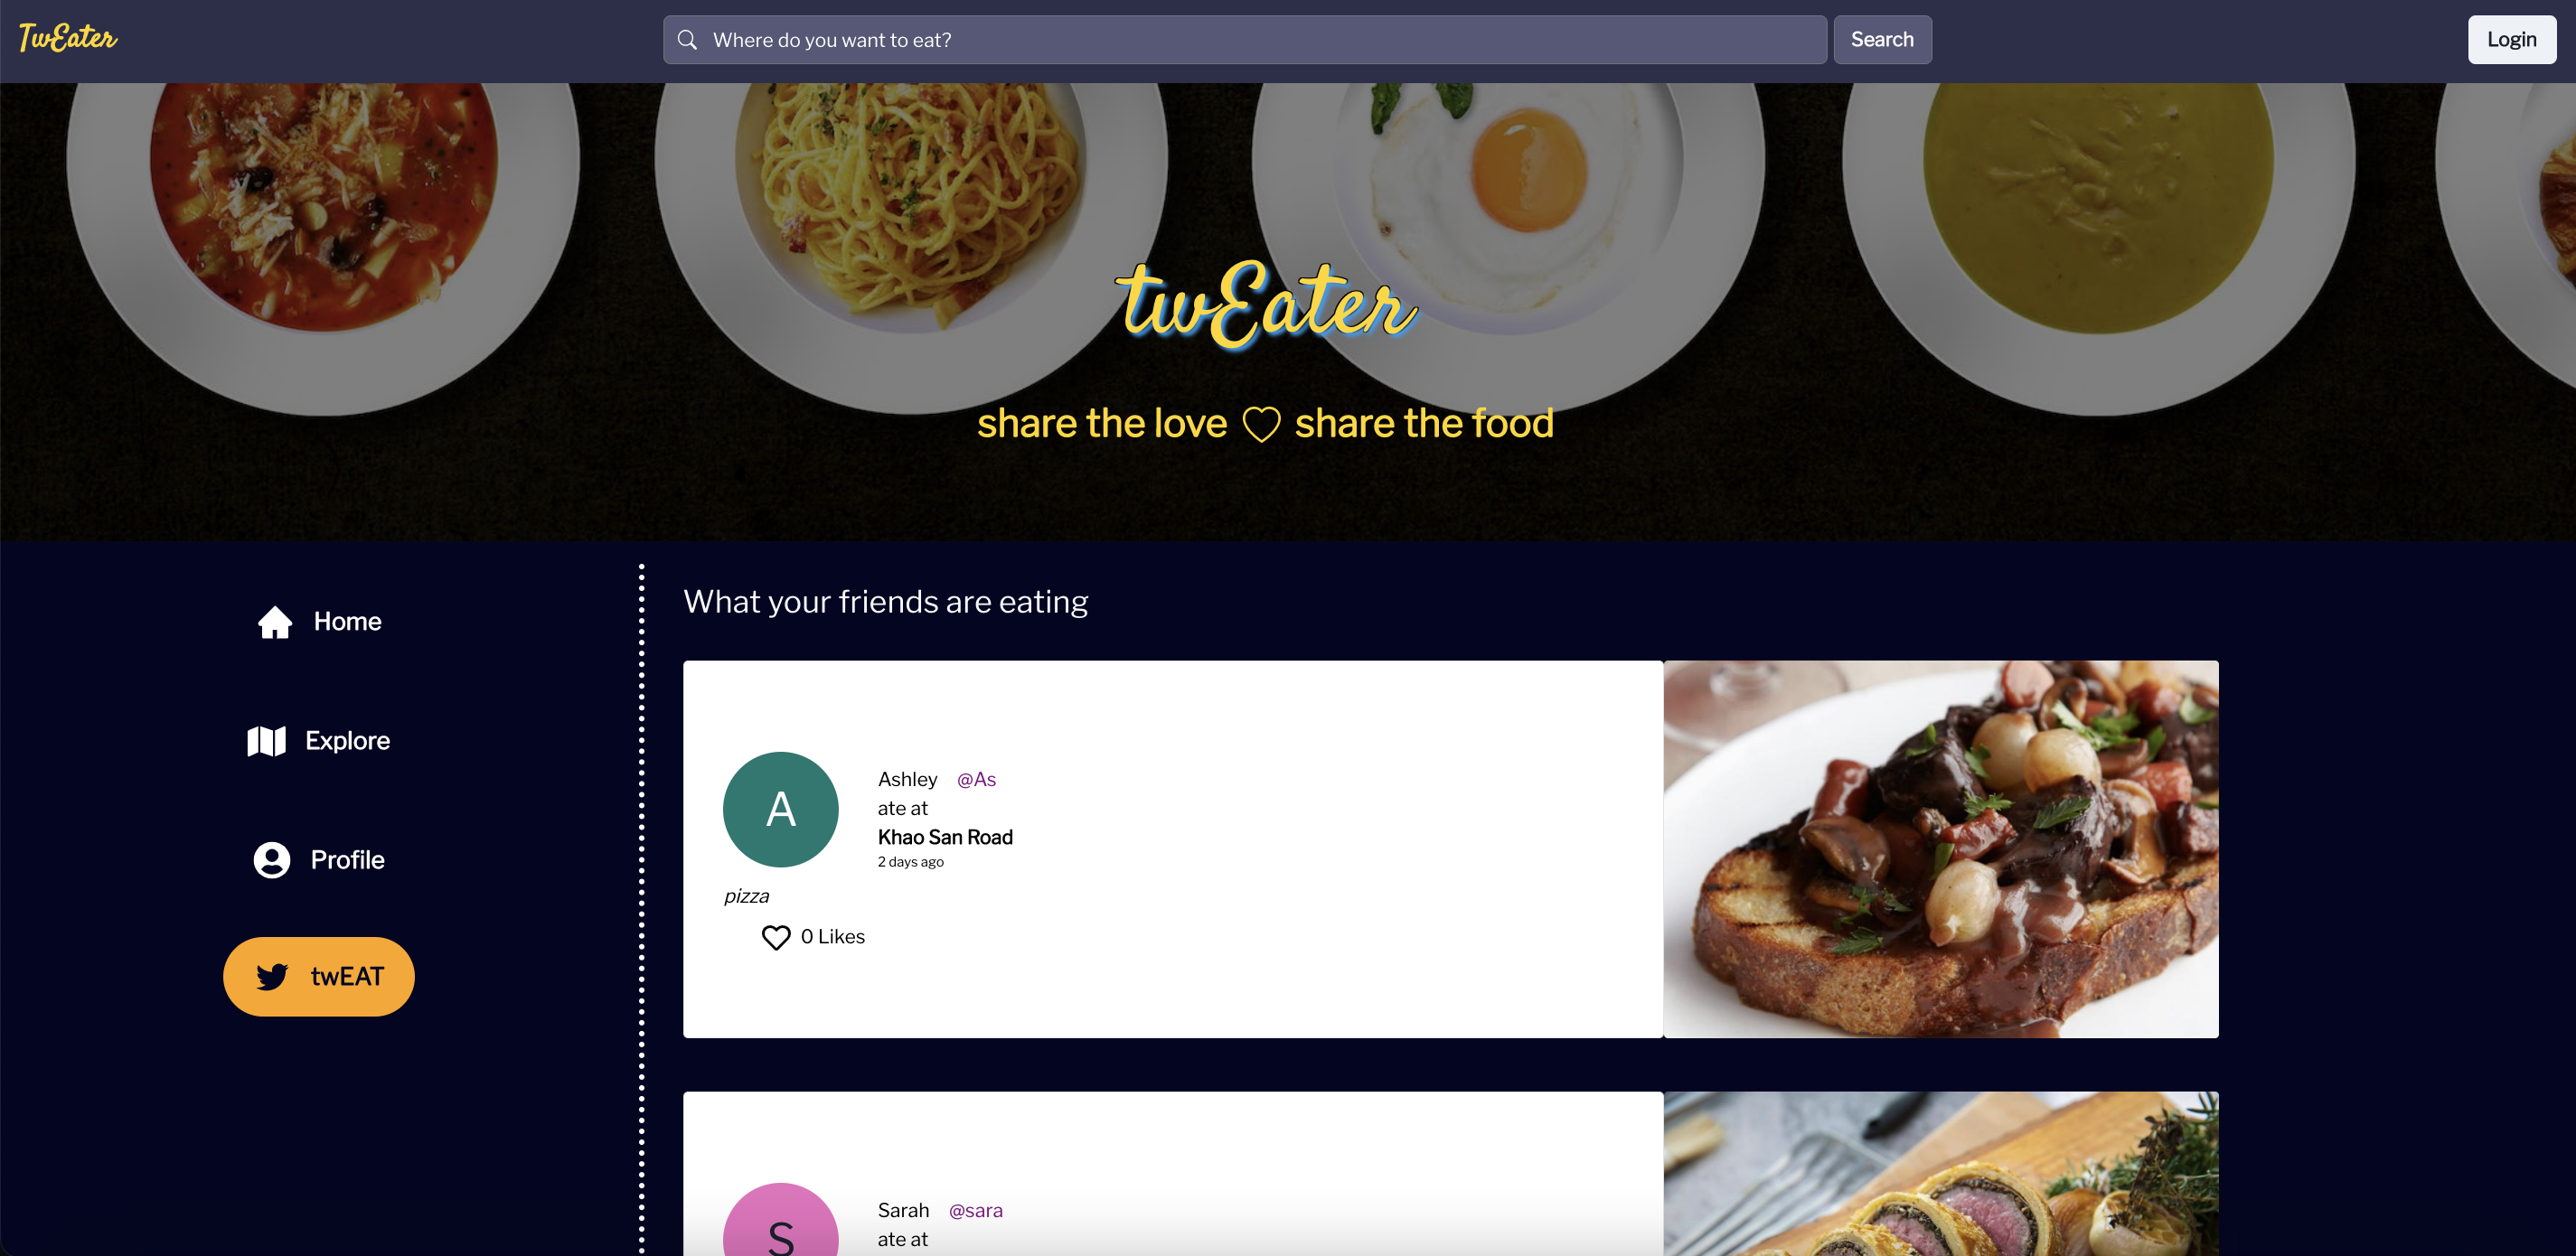 TwEater
Where do you want to eat?
Search
Login
twEater
share the love share the food
Home
Explore
Profile
twEAT
What your friends are eating
A
Ashley @As
ate at
Khao San Road
2 days ago
pizza
0 Likes
S
Sarah @sara
ate at